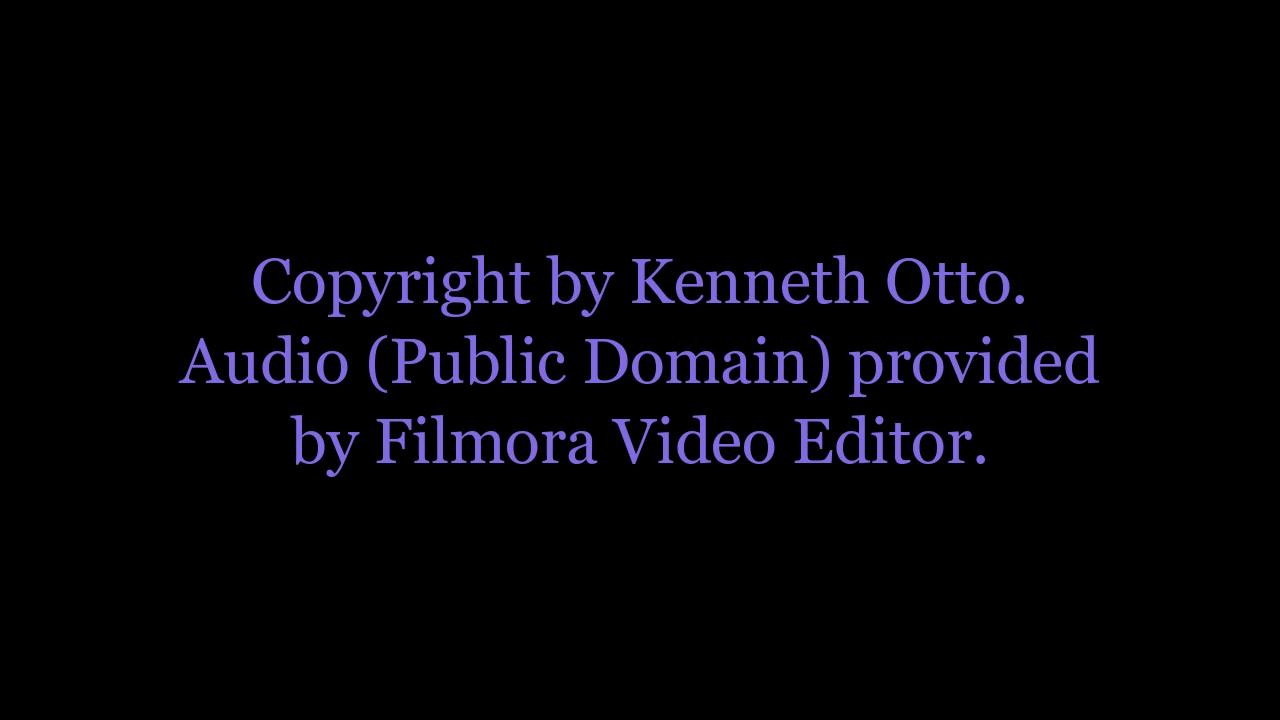 Copyright by Kenneth Otto.
Audio (Public Domain) provided
by Filmora Video Editor.